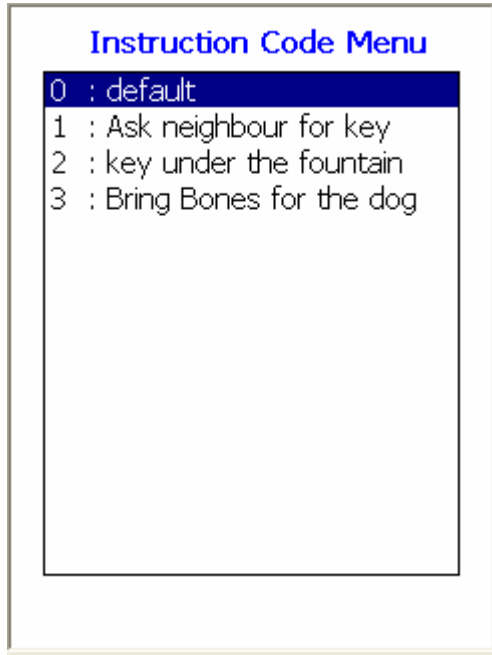 Instruction Code Menu
0 : default
1 : Ask neighbour for key
2 : key under the fountain
3 : Bring Bones for the dog